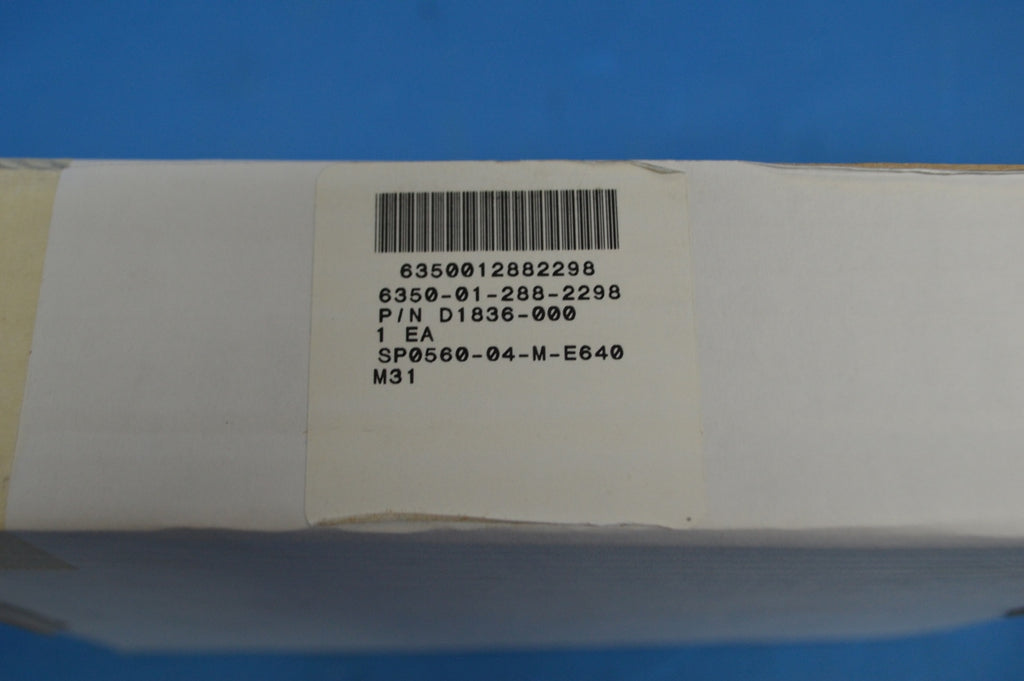 6350012882298
6350-01-288-2298
P/N D1836-000
1 EA
SP0560-04-M-E640
M31